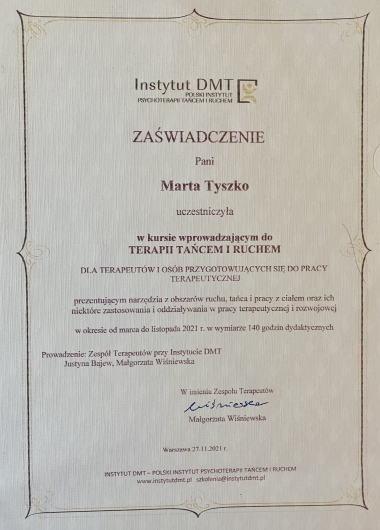 Instytut DMT
POLSKI INSTYTUT
PSYCHOTERAPII TAŃCEM I RUCHEM
ZAŚWIADCZENIE
Pani
Marta Tyszko
uczestniczyła
w kursie wprowadzającym do
TERAPII TAŃCEM I RUCHEM
DLA TERAPEUTÓW I OSÓB PRZYGOTOWUJĄCYCH SIĘ DO PRACY
TERAPEUTYCZNEJ
prezentującym narzędzia z obszarów ruchu, tańca i pracy z ciałem oraz ich
niektóre zastosowania i oddziaływania w pracy terapeutycznej i rozwojowej
w okresie od marca do listopada 2021 r. w wymiarze 140 godzin dydaktycznych
Prowadzenie: Zespół Terapeutów przy Instytucie DMT
Justyna Bajew, Małgorzata Wiśniewska
W imieniu Zespołu Terapeutów
Wiśniewska
Małgorzata Wiśniewska
Warszawa 27.11.2021 r.
INSTYTUT DMT – POLSKI INSTYTUT PSYCHOTERAPII TAŃCEM I RUCHEM
www.instytutdmt.pl szkolenia@instytutdmt.pl